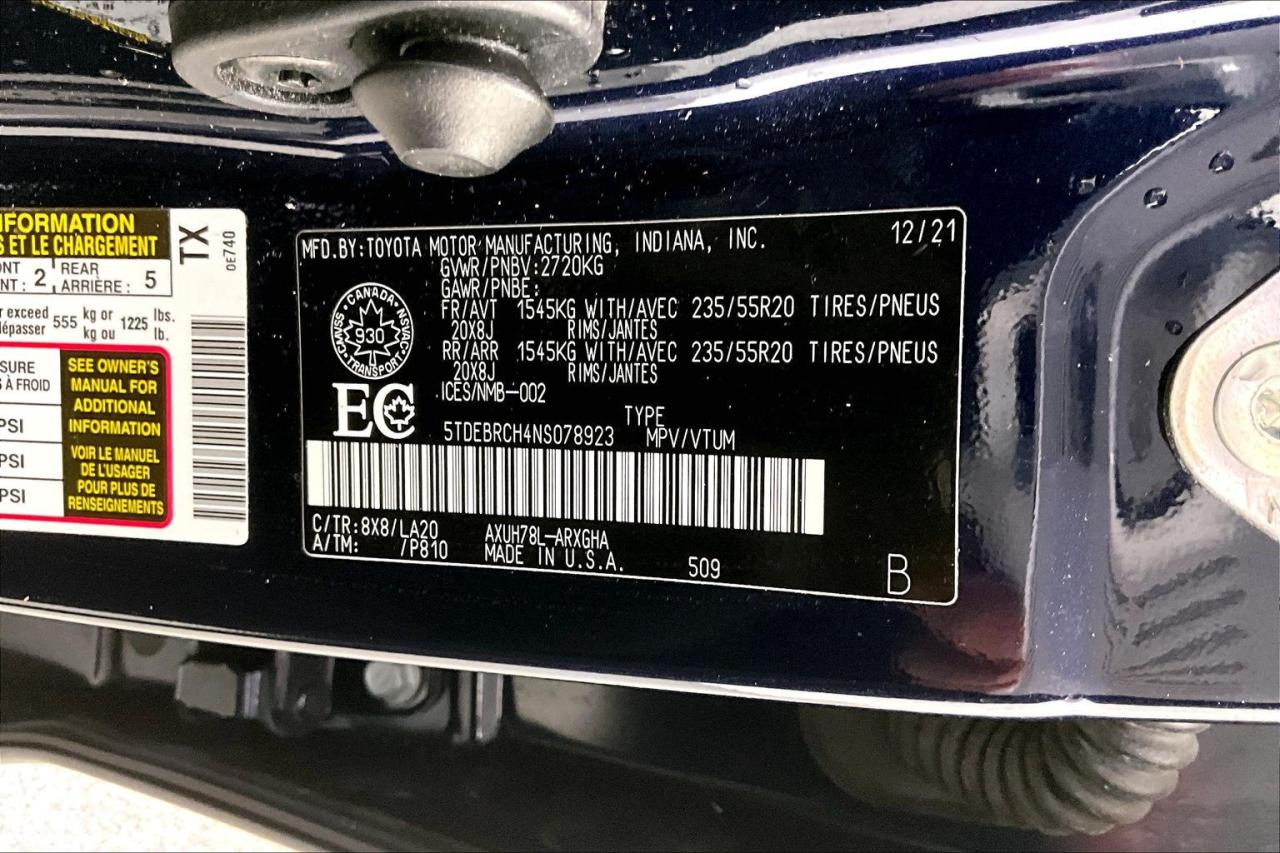 NFORMATION
S ET LE CHARGEMENT
ONT
NT : 2 REAR ARRIÈRE : 5
r exceed dépasser 555 kg or kg ou 1225 lbs. lb.
SSURE
S À FROID
PSI
PSI
PSI
SEE OWNER'S
MANUAL FOR
ADDITIONAL
INFORMATION
VOIR LE MANUEL
DE L'USAGER
POUR PLUS DE
RENSEIGNEMENTS
TX
0E740
MFD.BY:TOYOTA MOTOR MANUFACTURING, INDIANA, INC. 12/21
GVWR/PNBV:2720KG
GAWR/PNBE:
FR/AVT 1545KG WITH/AVEC 235/55R20 TIRES/PNEUS
20X8J RIMS/JANTES
RR/ARR 1545KG WITH/AVEC 235/55R20 TIRES/PNEUS
20X8J RIMS/JANTES
ICES/NMB-002
CANADA
CMVSS NSVAC
930
TRANSPORT
EC
TYPE
5TDEBRCH4NS078923 MPV/VTUM
C/TR:8X8/LA20 AXUH78L-ARXGHA
A/TM: /P810 MADE IN U.S.A. 509
B